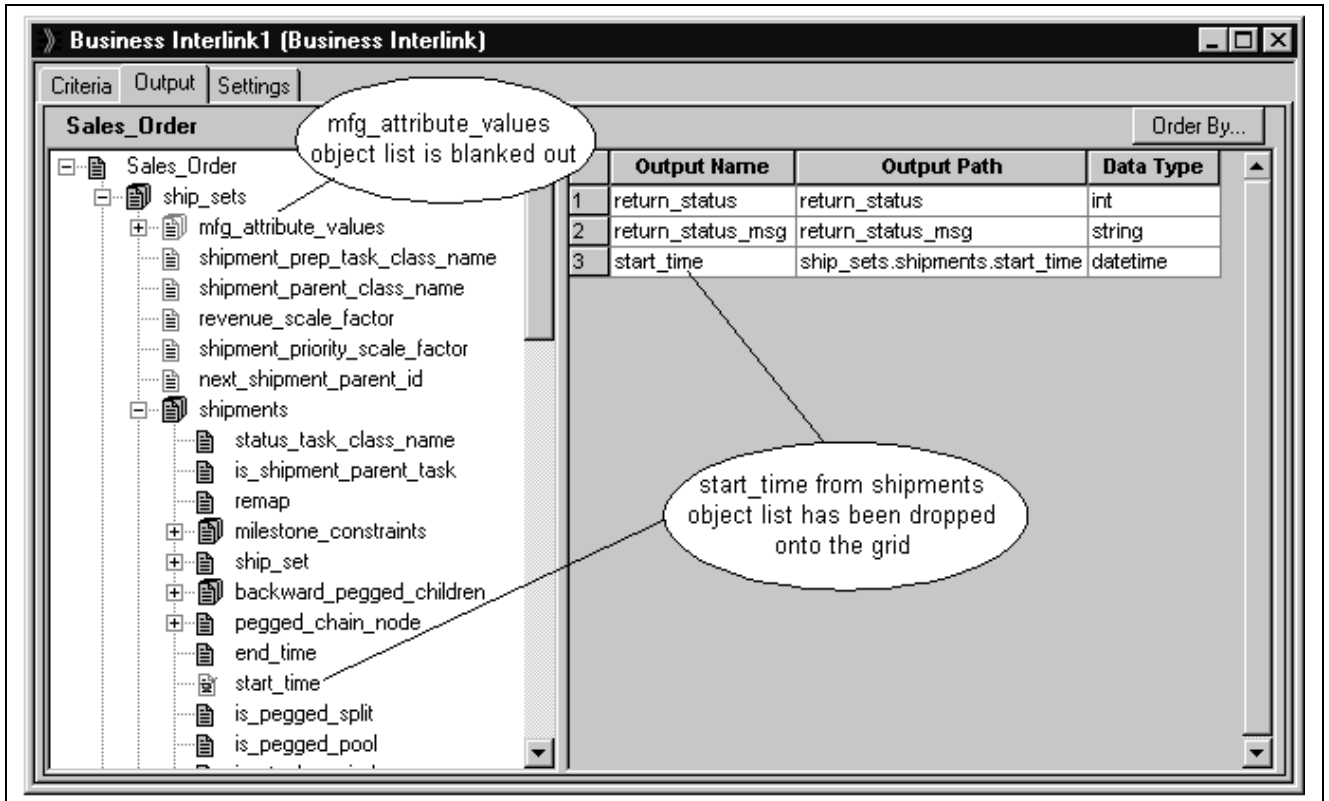 Business Interlink1 (Business Interlink)
Criteria Output Settings
Sales_Order
Order By...
mfg_attribute_values
object list is blanked out
Sales_Order
ship_sets
mfg_attribute_values
shipment_prep_task_class_name
shipment_parent_class_name
revenue_scale_factor
shipment_priority_scale_factor
next_shipment_parent_id
shipments
status_task_class_name
is_shipment_parent_task
remap
milestone_constraints
ship_set
backward_pegged_children
pegged_chain_node
end_time
start_time
is_pegged_split
is_pegged_pool
Output Name Output Path Data Type
1 return_status return_status int
2 return_status_msg return_status_msg string
3 start_time ship_sets.shipments.start_time datetime
start_time from shipments
object list has been dropped
onto the grid